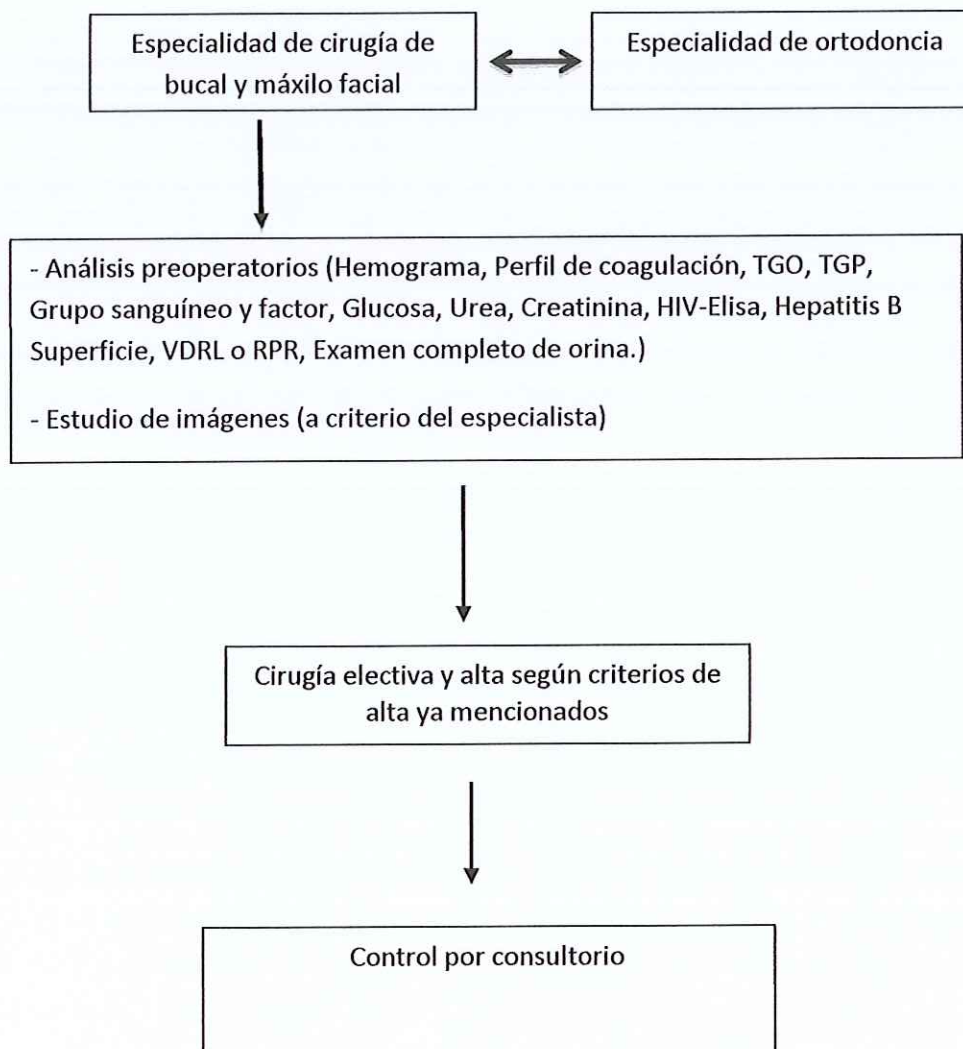 Especialidad de cirugía de
bucal y máxilo facial
Especialidad de ortodoncia
- Análisis preoperatorios (Hemograma, Perfil de coagulación, TGO, TGP,
Grupo sanguíneo y factor, Glucosa, Urea, Creatinina, HIV-Elisa, Hepatitis B
Superficie, VDRL o RPR, Examen completo de orina.)
- Estudio de imágenes (a criterio del especialista)
Cirugía electiva y alta según criterios de
alta ya mencionados
Control por consultorio